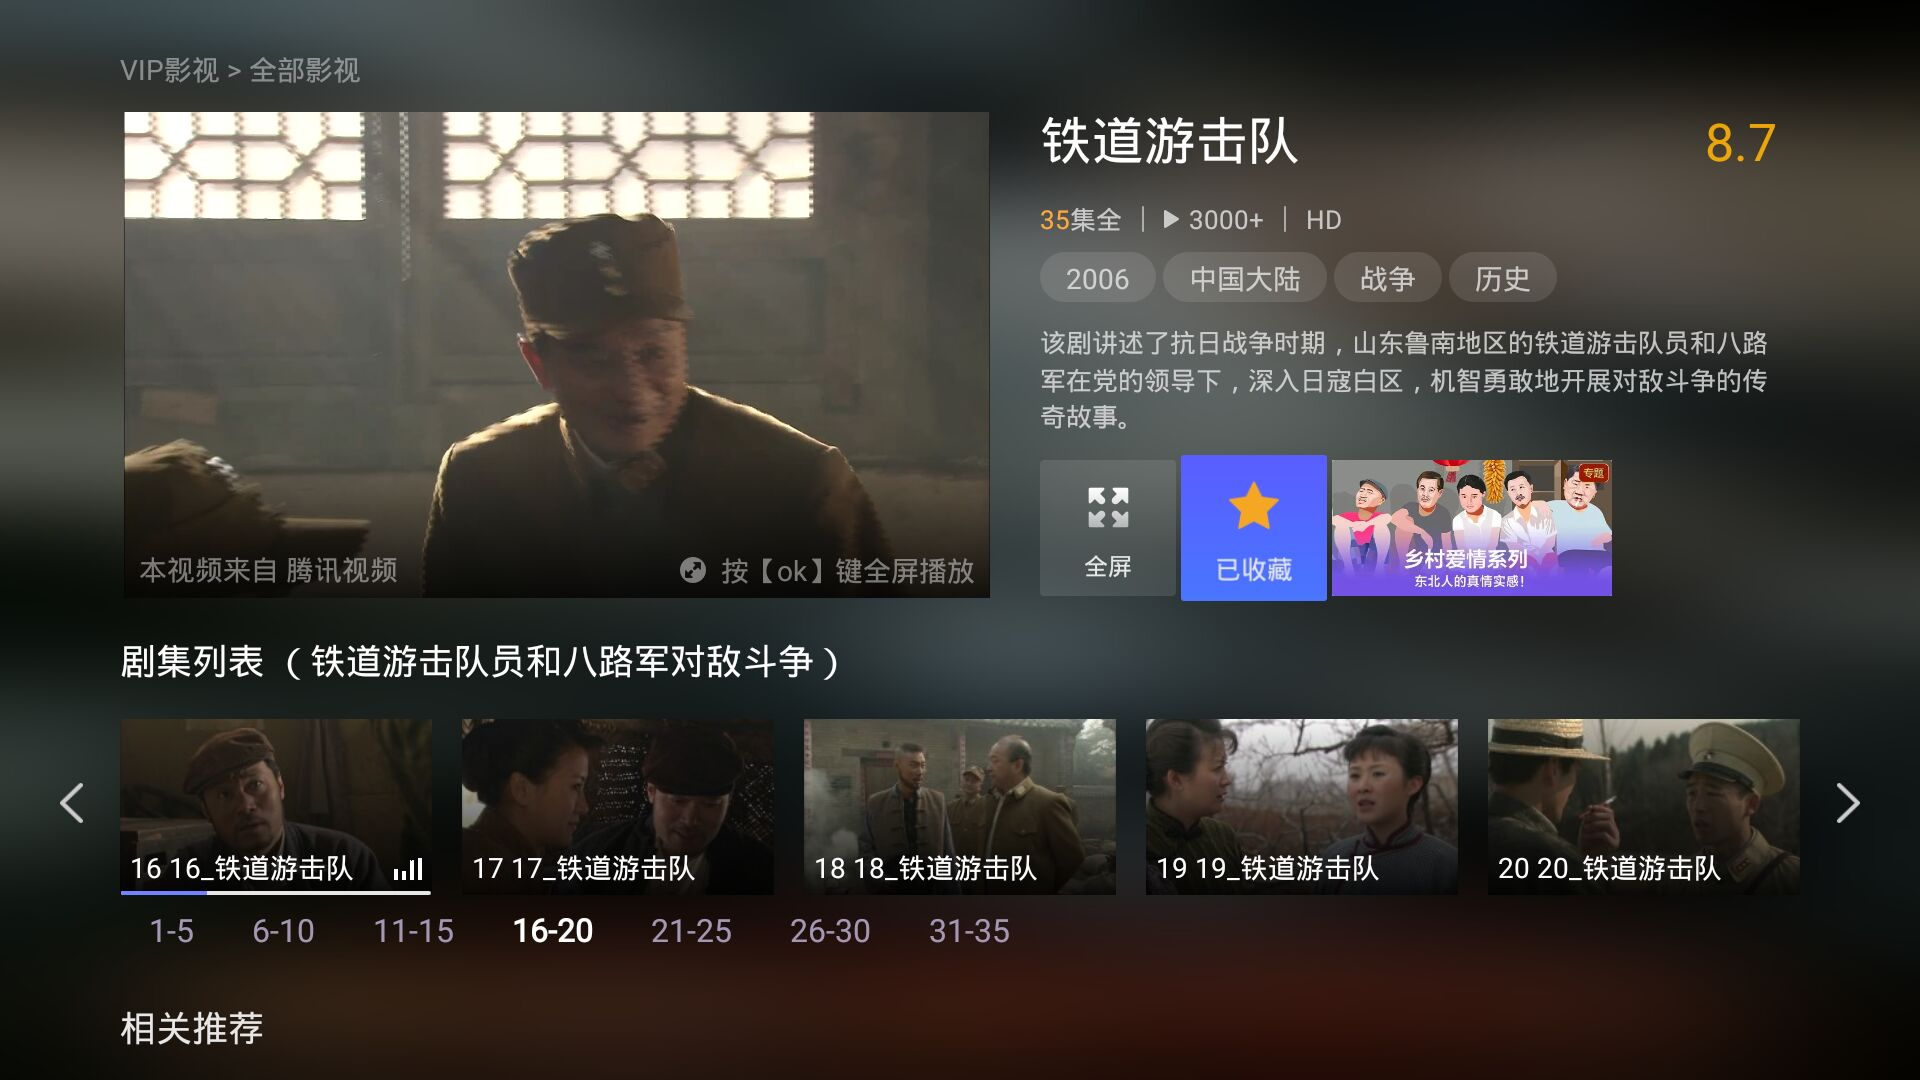 VIP影视 > 全部影视
铁道游击队
8.7
35集全 | 3000+ | HD
2006 中国大陆 战争 历史
该剧讲述了抗日战争时期，山东鲁南地区的铁道游击队员和八路
军在党的领导下，深入日寇白区，机智勇敢地开展对敌斗争的传
奇故事。
本视频来自 腾讯视频
按【ok】键全屏播放
全屏
已收藏
专题
乡村爱情系列
东北人的真情实感！
剧集列表 （铁道游击队员和八路军对敌斗争）
16 16_铁道游击队
17 17_铁道游击队
18 18_铁道游击队
19 19_铁道游击队
20 20_铁道游击队
1-5 6-10 11-15 16-20 21-25 26-30 31-35
相关推荐